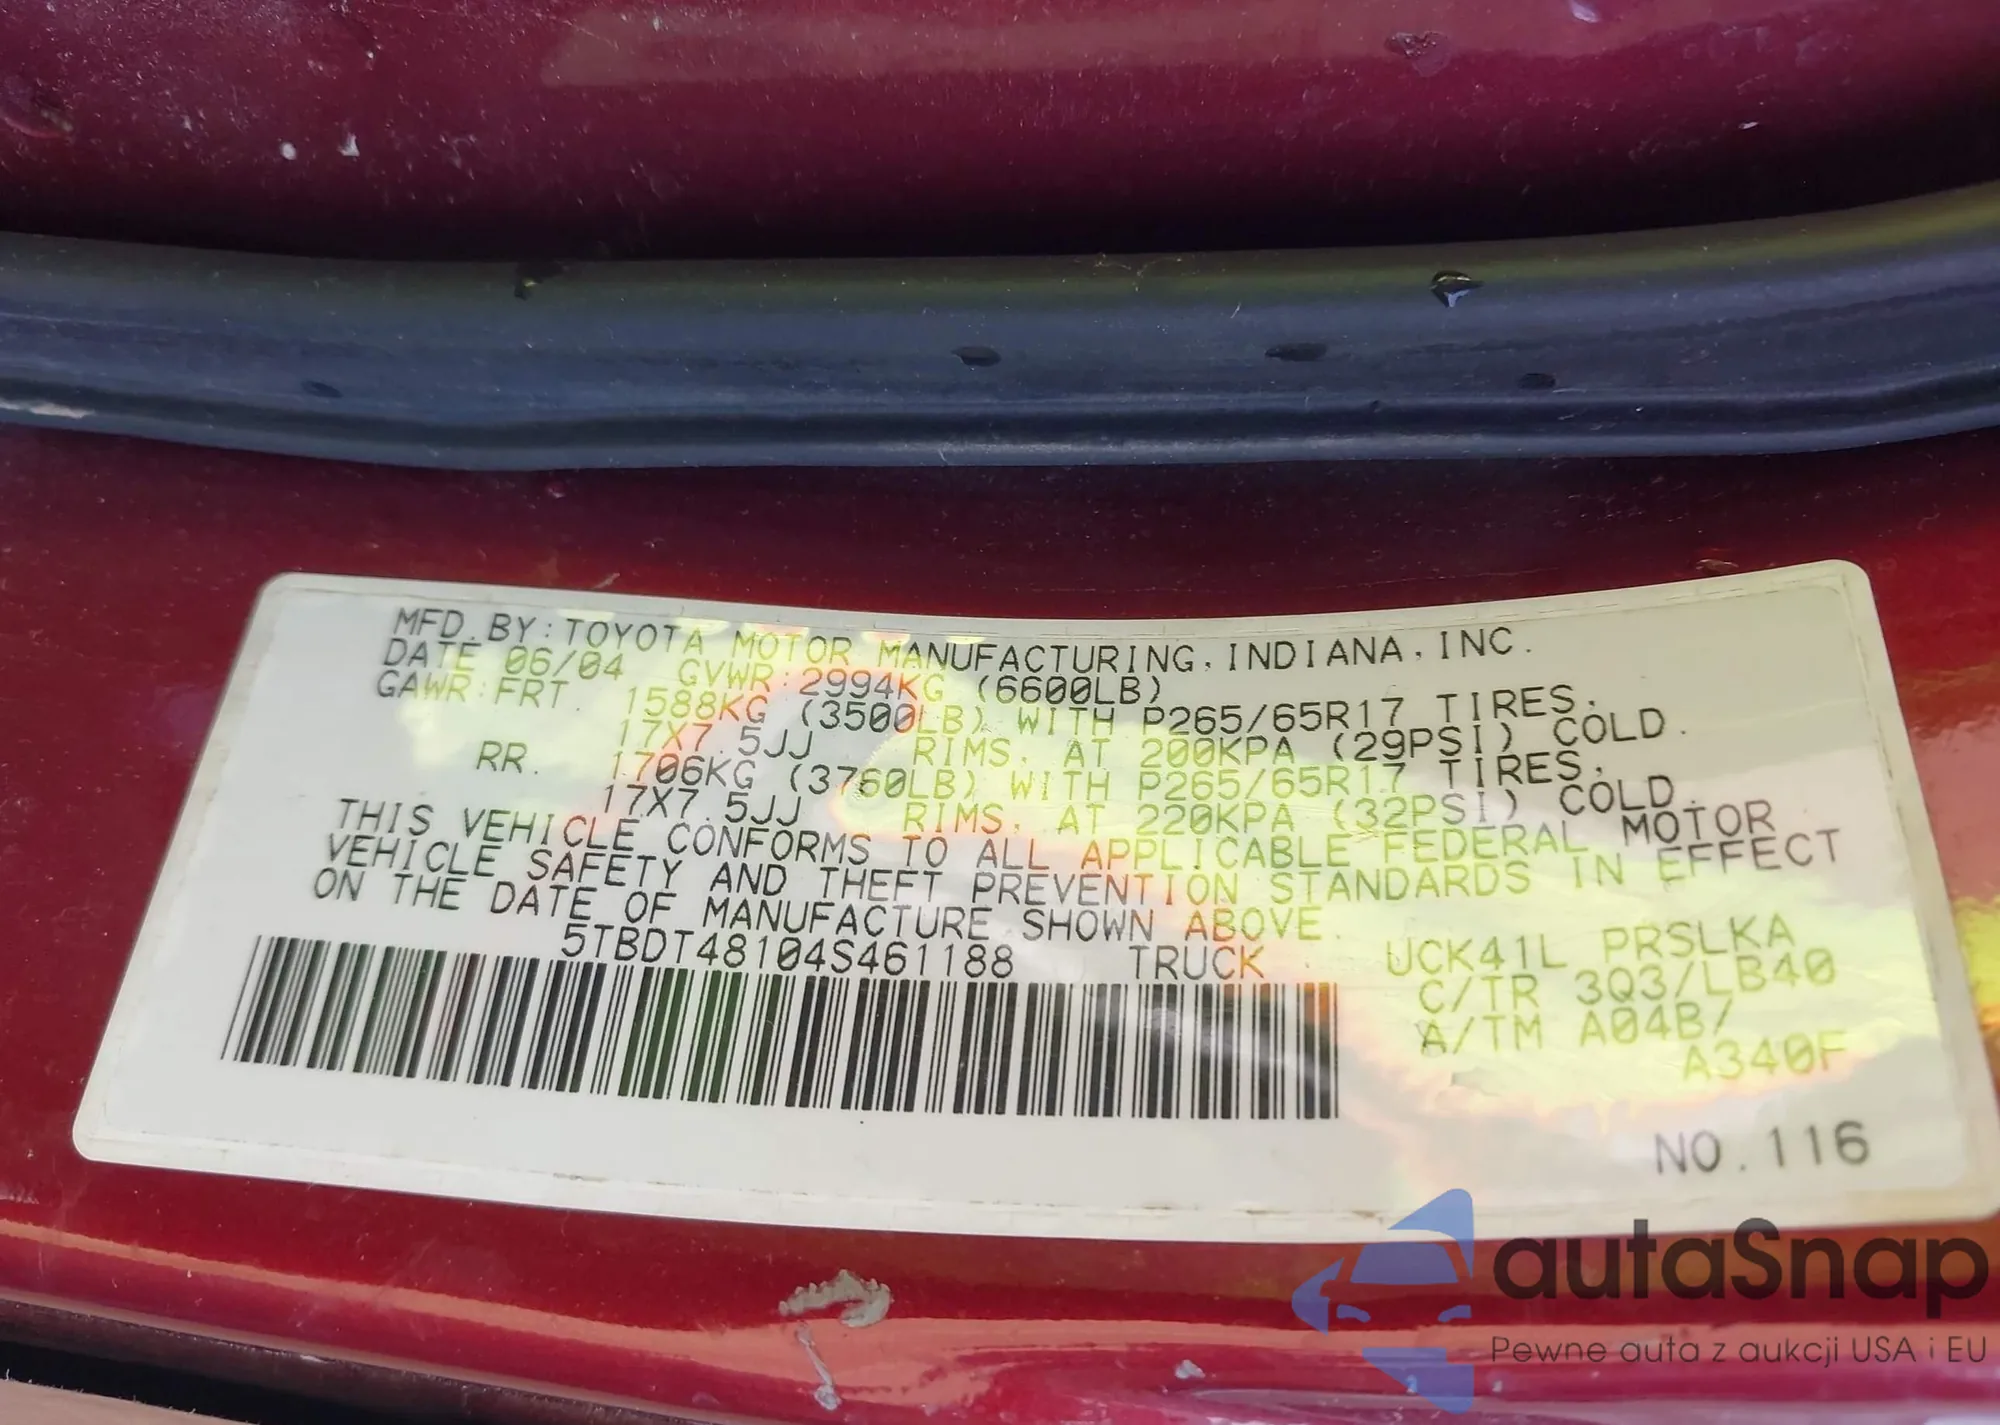 MFD.BY:TOYOTA MOTOR MANUFACTURING,INDIANA,INC.
DATE 06/04 GVWR:2994KG (6600LB)
GAWR:FRT. 1588KG (3500LB) WITH P265/65R17 TIRES,
17X7.5JJ RIMS, AT 200KPA (29PSI) COLD.
RR. 1706KG (3760LB) WITH P265/65R17 TIRES,
17X7.5JJ RIMS, AT 220KPA (32PSI) COLD.
THIS VEHICLE CONFORMS TO ALL APPLICABLE FEDERAL MOTOR
VEHICLE SAFETY AND THEFT PREVENTION STANDARDS IN EFFECT
ON THE DATE OF MANUFACTURE SHOWN ABOVE.
5TBDT48104S461188 TRUCK UCK41L PRSLKA
C/TR 3Q3/LB40
A/TM A04B/
A340F
NO.116
autaSnap
Pewne auta z aukcji USA i EU